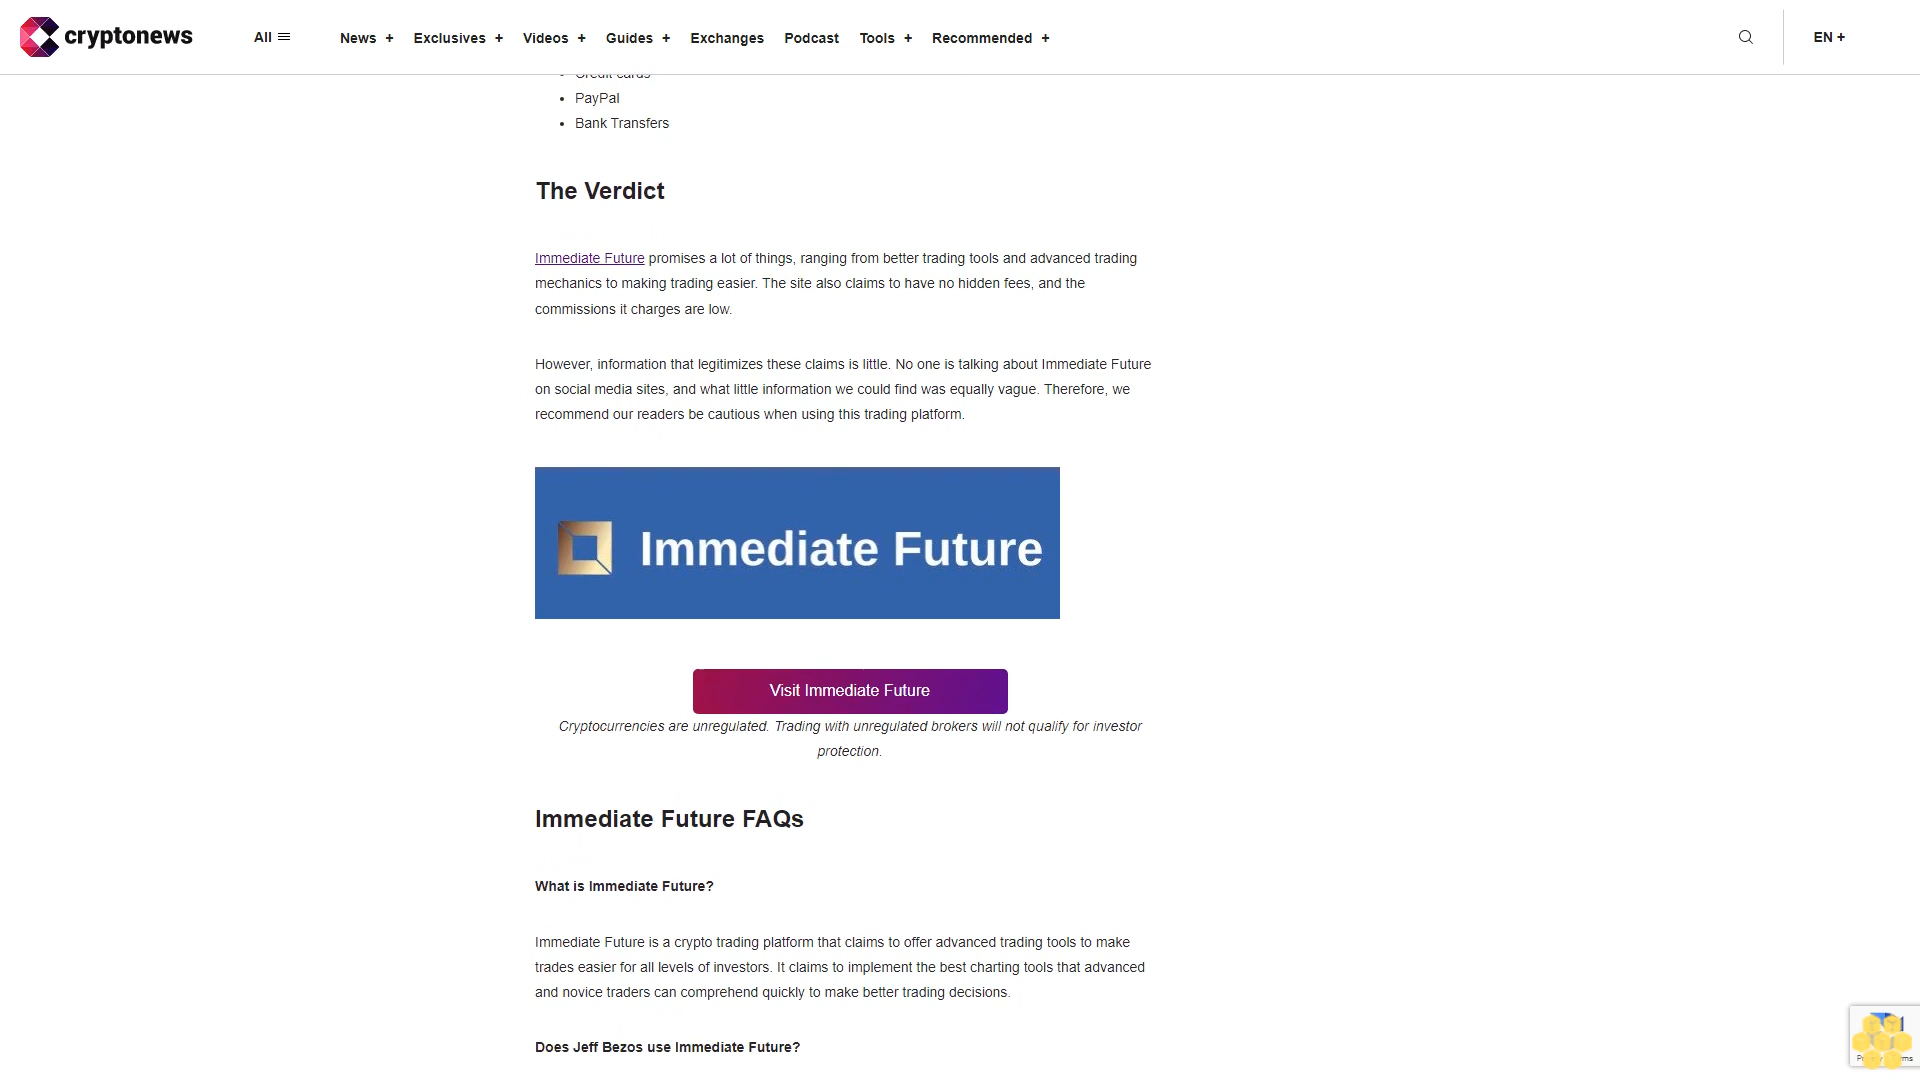 cryptonews
All
News +
Exclusives +
Videos +
Guides +
Exchanges
Podcast
Tools +
Recommended +
EN +
Credit cards
PayPal
Bank Transfers
The Verdict
Immediate Future promises a lot of things, ranging from better trading tools and advanced trading
mechanics to making trading easier. The site also claims to have no hidden fees, and the
commissions it charges are low.
However, information that legitimizes these claims is little. No one is talking about Immediate Future
on social media sites, and what little information we could find was equally vague. Therefore, we
recommend our readers be cautious when using this trading platform.
Immediate Future
Visit Immediate Future
Cryptocurrencies are unregulated. Trading with unregulated brokers will not qualify for investor
protection.
Immediate Future FAQs
What is Immediate Future?
Immediate Future is a crypto trading platform that claims to offer advanced trading tools to make
trades easier for all levels of investors. It claims to implement the best charting tools that advanced
and novice traders can comprehend quickly to make better trading decisions.
Does Jeff Bezos use Immediate Future?